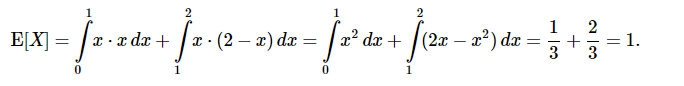 E[X] = ∫₀¹ x · x dx + ∫₁² x · (2 − x) dx = ∫₀¹ x² dx + ∫₁² (2x − x²) dx = 1/3 + 2/3 = 1.